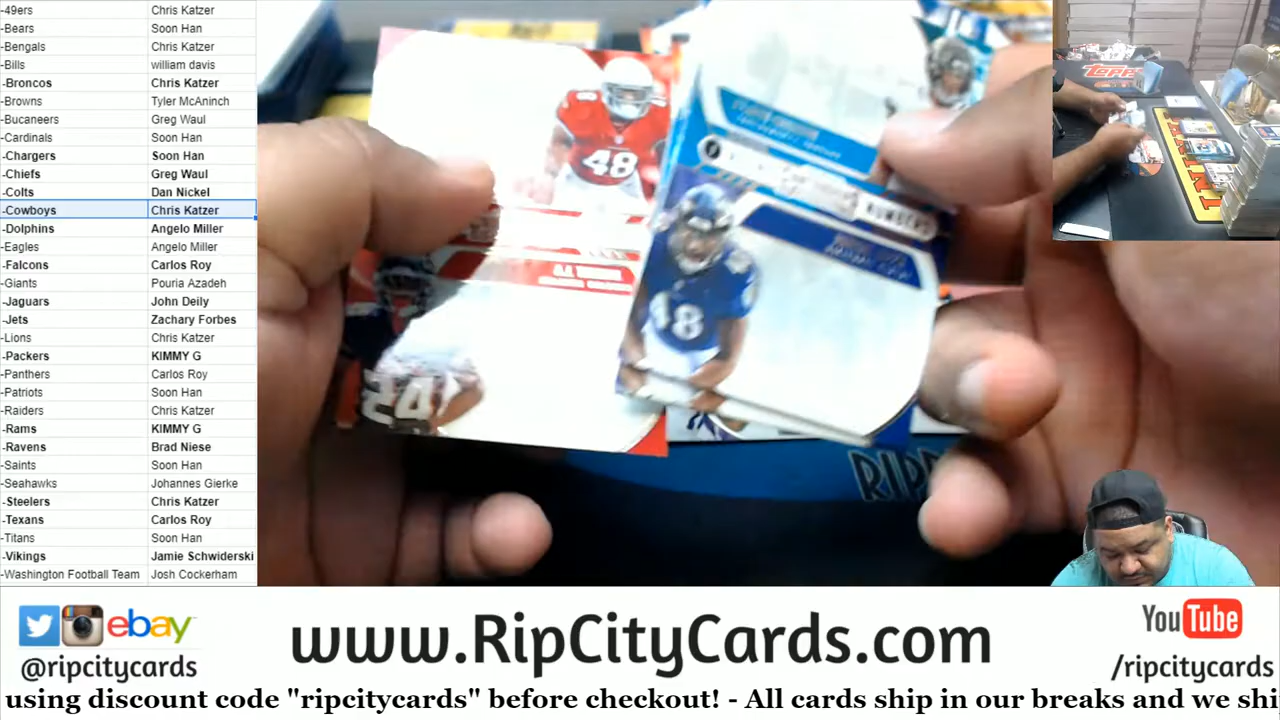 -49ers Chris Katzer
-Bears Soon Han
-Bengals Chris Katzer
-Bills william davis
-Broncos Chris Katzer
-Browns Tyler McAninch
-Bucaneers Greg Waul
-Cardinals Soon Han
-Chargers Soon Han
-Chiefs Greg Waul
-Colts Dan Nickel
-Cowboys Chris Katzer
-Dolphins Angelo Miller
-Eagles Angelo Miller
-Falcons Carlos Roy
-Giants Pouria Azadeh
-Jaguars John Deily
-Jets Zachary Forbes
-Lions Chris Katzer
-Packers KIMMY G
-Panthers Carlos Roy
-Patriots Soon Han
-Raiders Chris Katzer
-Rams KIMMY G
-Ravens Brad Niese
-Saints Soon Han
-Seahawks Johannes Gierke
-Steelers Chris Katzer
-Texans Carlos Roy
-Titans Soon Han
-Vikings Jamie Schwiderski
-Washington Football Team Josh Cockerham
48
NUMBERS
48
24
RIPP
Topps
PANINI
ebay
@ripcitycards
www.RipCityCards.com
YouTube
/ripcitycards
using discount code "ripcitycards" before checkout! - All cards ship in our breaks and we shi